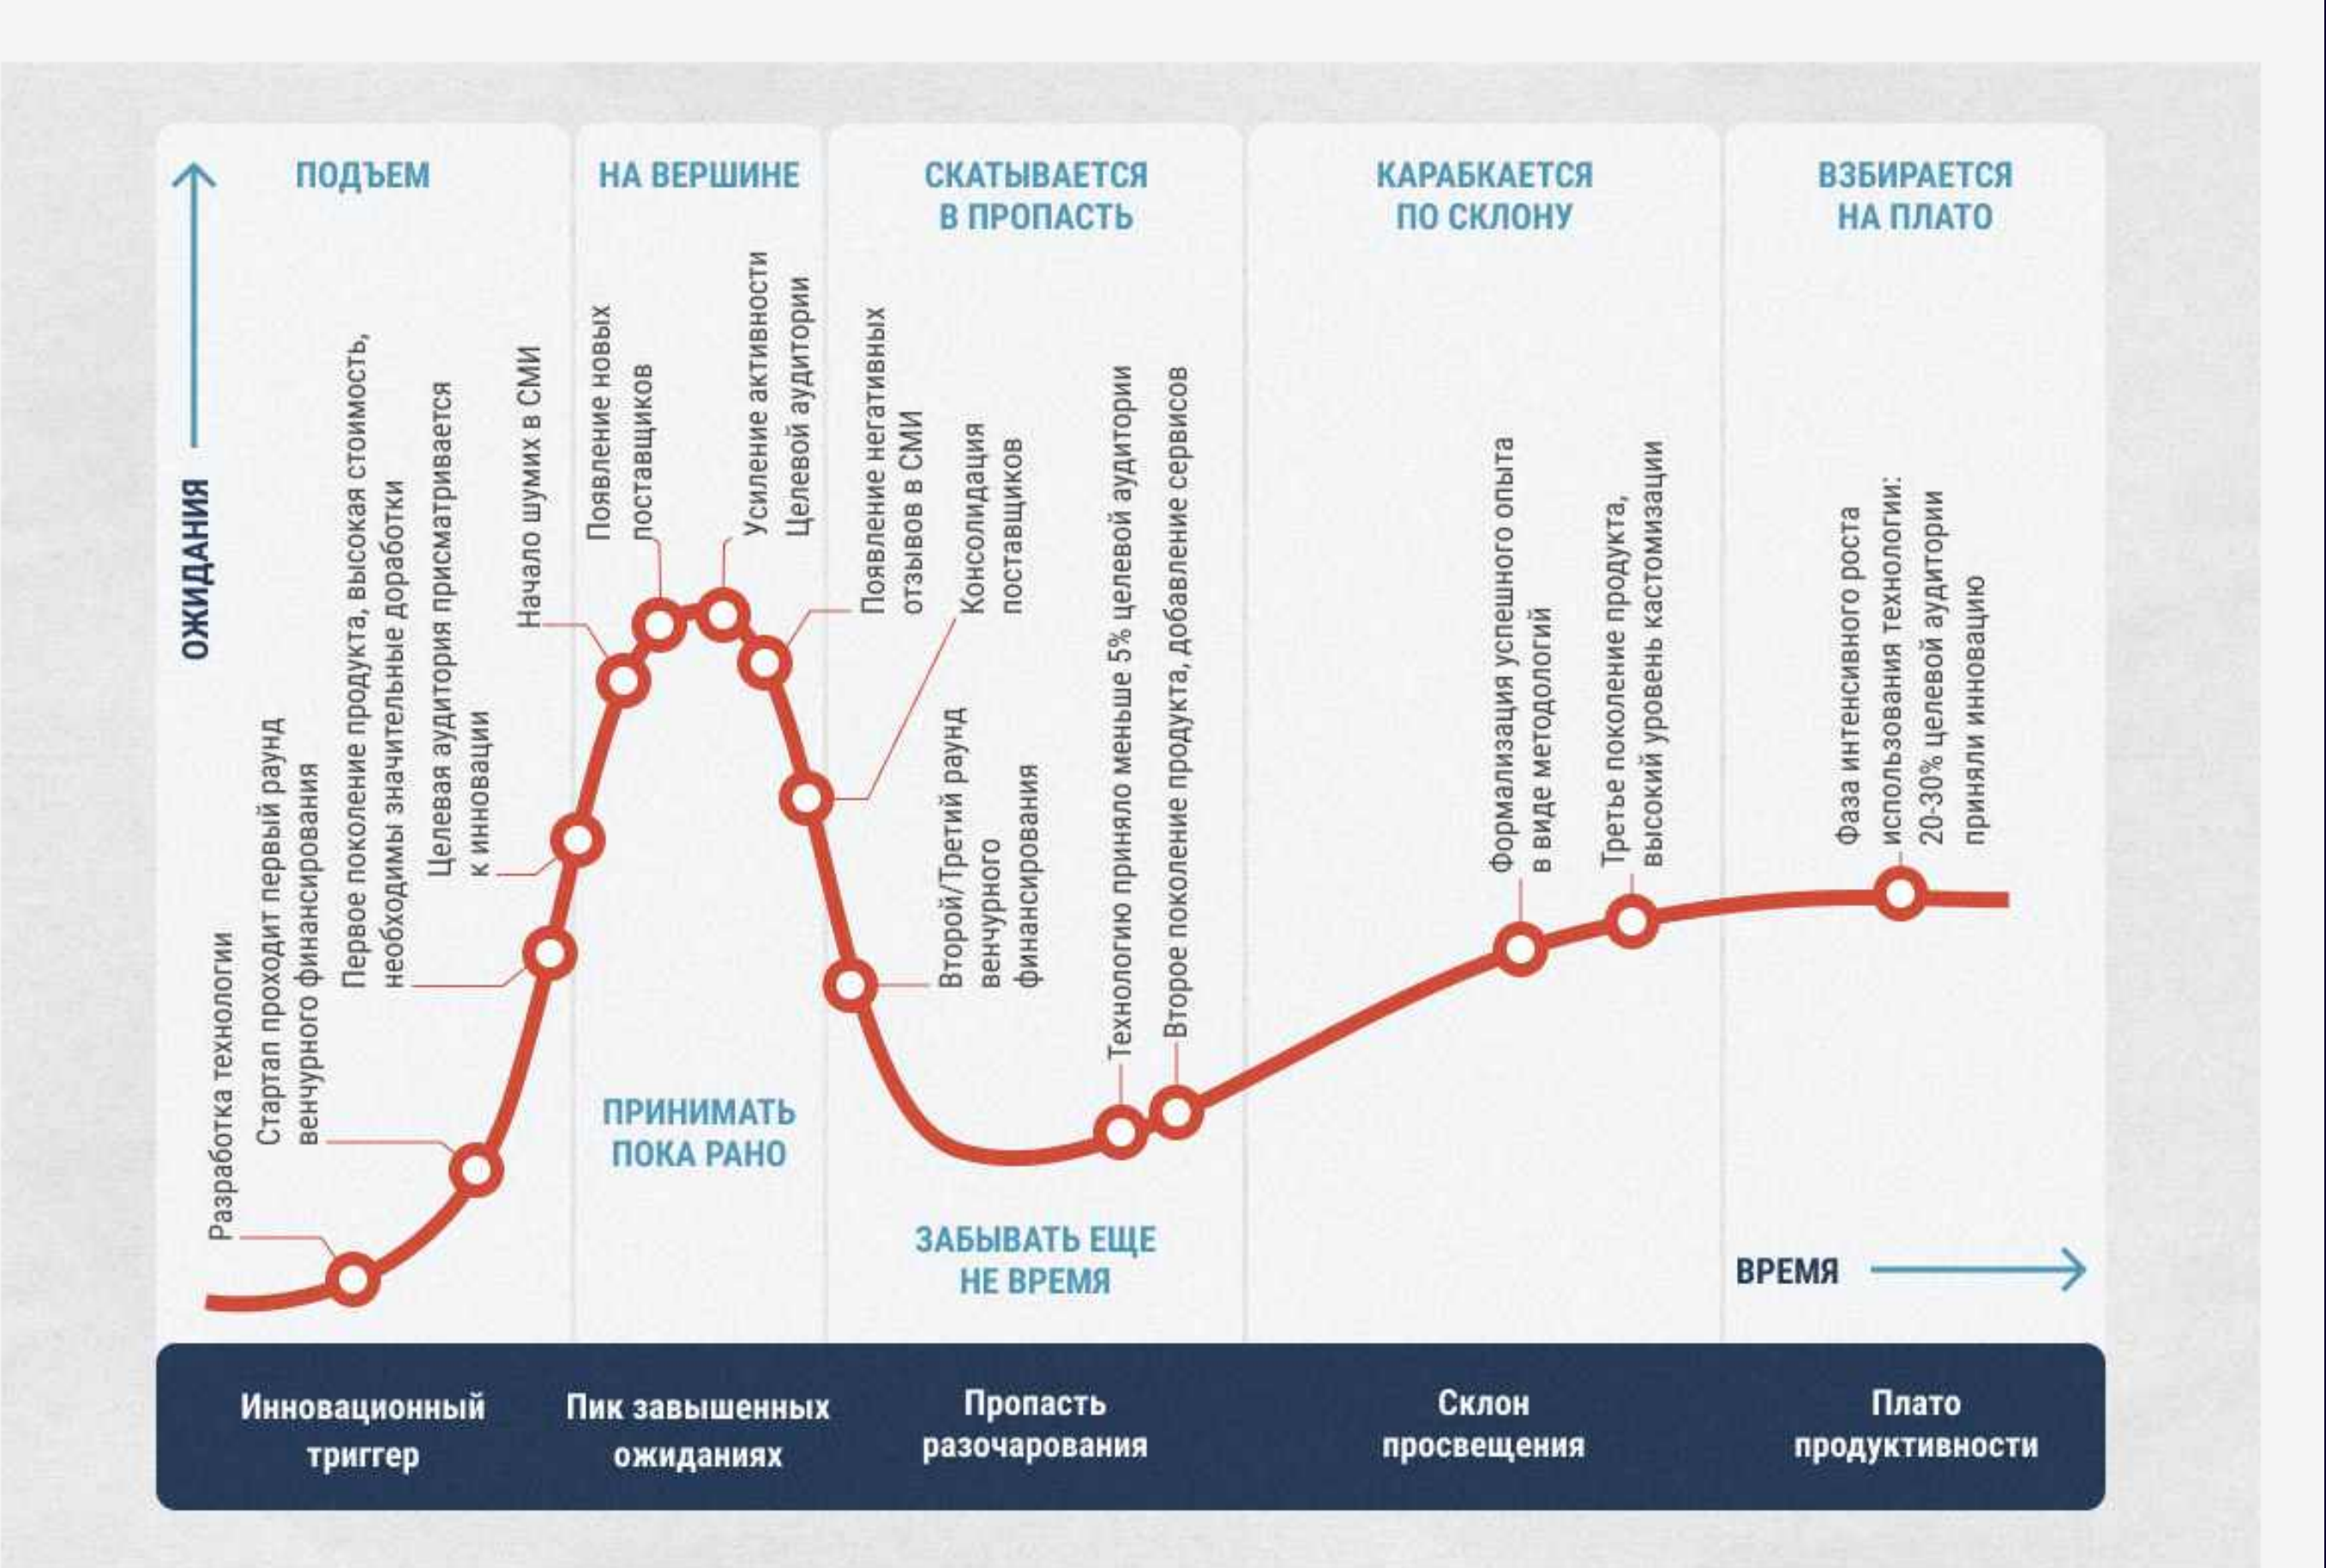 ПОДЪЕМ
НА ВЕРШИНЕ
СКАТЫВАЕТСЯ
В ПРОПАСТЬ
КАРАБКАЕТСЯ
ПО СКЛОНУ
ВЗБИРАЕТСЯ
НА ПЛАТО
ОЖИДАНИЯ
Разработка технологии
Стартап проходит первый раунд
венчурного финансирования
Первое поколение продукта, высокая стоимость,
необходимы значительные доработки
Целевая аудитория присматривается
к инновации
Начало шумих в СМИ
Появление новых
поставщиков
Усиление активности
Целевой аудитории
Появление негативных
отзывов в СМИ
Консолидация
поставщиков
Второй/Третий раунд
венчурного
финансирования
Технологию приняло меньше 5% целевой аудитории
Второе поколение продукта, добавление сервисов
Формализация успешного опыта
в виде методологий
Третье поколение продукта,
высокий уровень кастомизации
Фаза интенсивного роста
использования технологии:
20-30% целевой аудитории
приняли инновацию
ПРИНИМАТЬ
ПОКА РАНО
ЗАБЫВАТЬ ЕЩЕ
НЕ ВРЕМЯ
ВРЕМЯ
Инновационный
триггер
Пик завышенных
ожиданиях
Пропасть
разочарования
Склон
просвещения
Плато
продуктивности